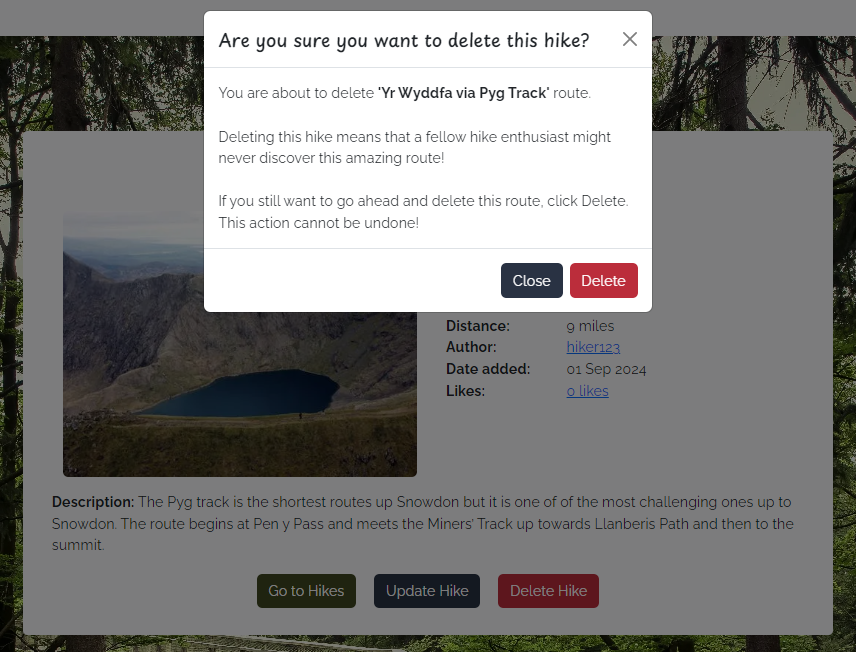 Are you sure you want to delete this hike?
You are about to delete 'Yr Wyddfa via Pyg Track' route.
Deleting this hike means that a fellow hike enthusiast might
never discover this amazing route!
If you still want to go ahead and delete this route, click Delete.
This action cannot be undone!
Close Delete
Distance: 9 miles
Author: hiker123
Date added: 01 Sep 2024
Likes: 0 likes
Description: The Pyg track is the shortest routes up Snowdon but it is one of of the most challenging ones up to
Snowdon. The route begins at Pen y Pass and meets the Miners' Track up towards Llanberis Path and then to the
summit.
Go to Hikes Update Hike Delete Hike